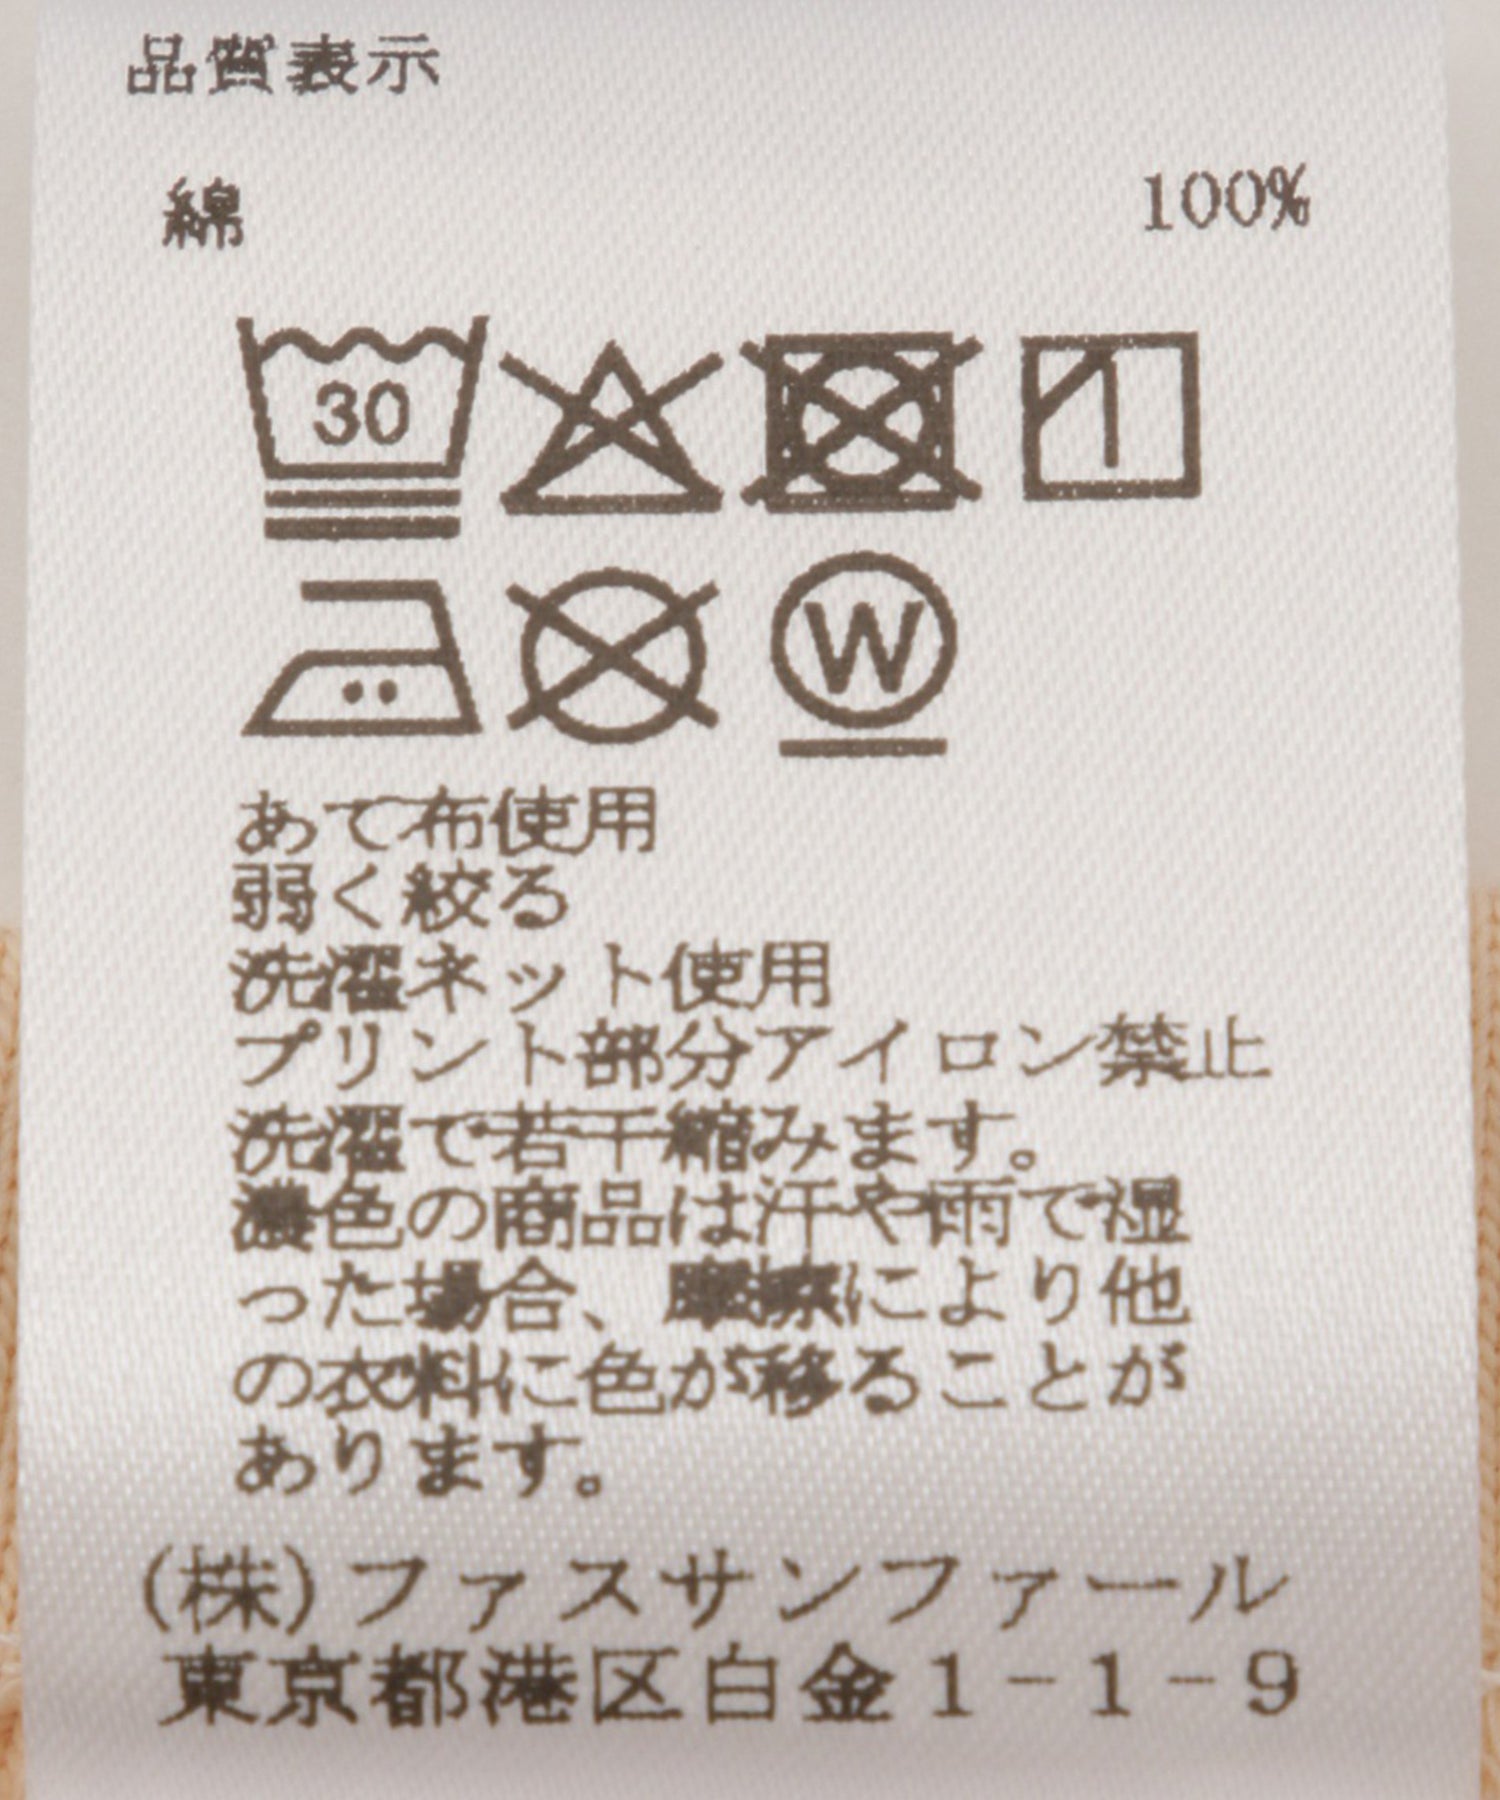 品質表示
綿 100%
30
W
あて布使用
弱く絞る
洗濯ネット使用
プリント部分アイロン禁止
洗濯で若干縮みます。
濃色の商品は汗や雨で湿
った場合、摩擦により他
の衣料に色が移ることが
あります。
(株)ファスサンファール
東京都港区白金1-1-9